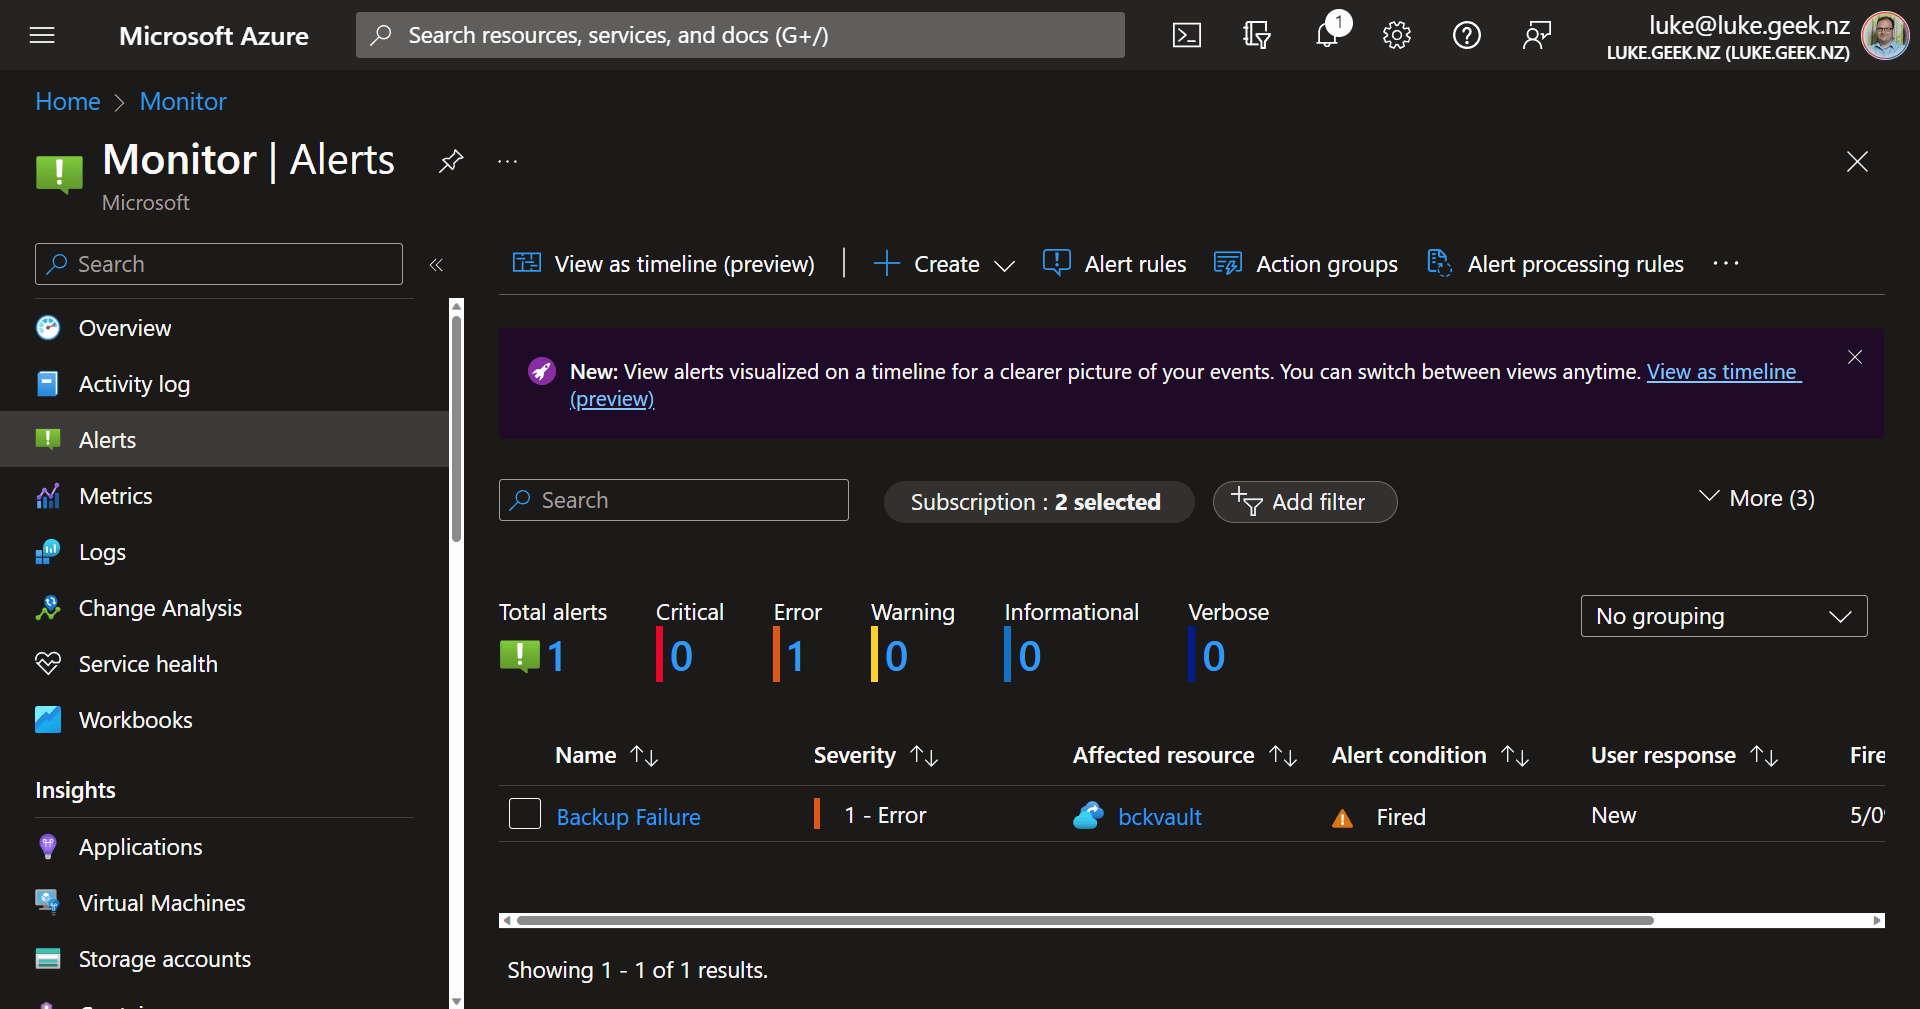 Microsoft Azure
Search resources, services, and docs (G+/)
1
luke@luke.geek.nz
LUKE.GEEK.NZ (LUKE.GEEK.NZ)
Home > Monitor
Monitor | Alerts
...
Microsoft
Search
«
View as timeline (preview)
Create
Alert rules
Action groups
Alert processing rules
...
Overview
Activity log
Alerts
Metrics
Logs
Change Analysis
Service health
Workbooks
Insights
Applications
Virtual Machines
Storage accounts
New: View alerts visualized on a timeline for a clearer picture of your events. You can switch between views anytime. View as timeline
(preview)
Search
Subscription : 2 selected
Add filter
More (3)
Total alerts
1
Critical
0
Error
1
Warning
0
Informational
0
Verbose
0
No grouping
Name ↑↓ Severity ↑↓ Affected resource ↑↓ Alert condition ↑↓ User response ↑↓ Fire
Backup Failure 1 - Error bckvault Fired New 5/0
Showing 1 - 1 of 1 results.